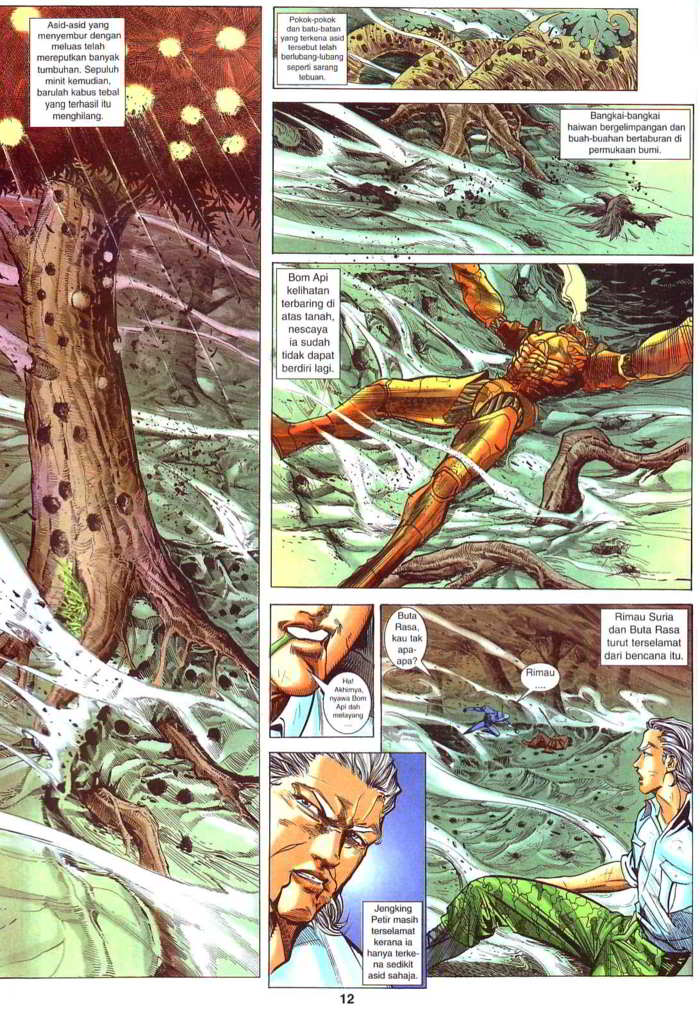 Asid-asid yang
menyembur dengan
meluas telah
mereputkan banyak
tumbuhan. Sepuluh
minit kemudian,
barulah kabus tebal
yang terhasil itu
menghilang.
Pokok-pokok
dan batu-batan
yang terkena asid
tersebut telah
berlubang-lubang
seperti sarang
tebuan.
Bangkai-bangkai
haiwan bergelimpangan dan
buah-buahan bertaburan di
permukaan bumi.
Bom Api
kelihatan
terbaring di
atas tanah,
nescaya
ia sudah
tidak dapat
berdiri lagi.
Ha!
Akhirnya,
nyawa Bom
Api dah
melayang
....
Buta
Rasa,
kau tak
apa-
apa?
Rimau
....
Rimau Suria
dan Buta Rasa
turut terselamat
dari bencana itu.
Jengking
Petir masih
terselamat
kerana ia
hanya terke-
na sedikit
asid sahaja.
12